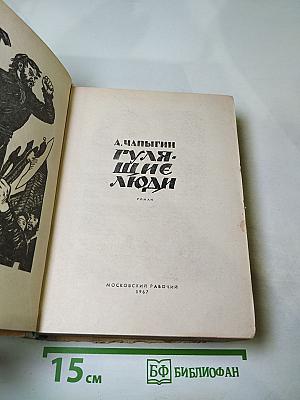 А. ЧАПЫГИН
ГУЛЯ-
ЩИЕ
ЛЮДИ
РОМАН
МОСКОВСКИЙ РАБОЧИЙ
1967
15 см
БФ БИБЛИОФАН